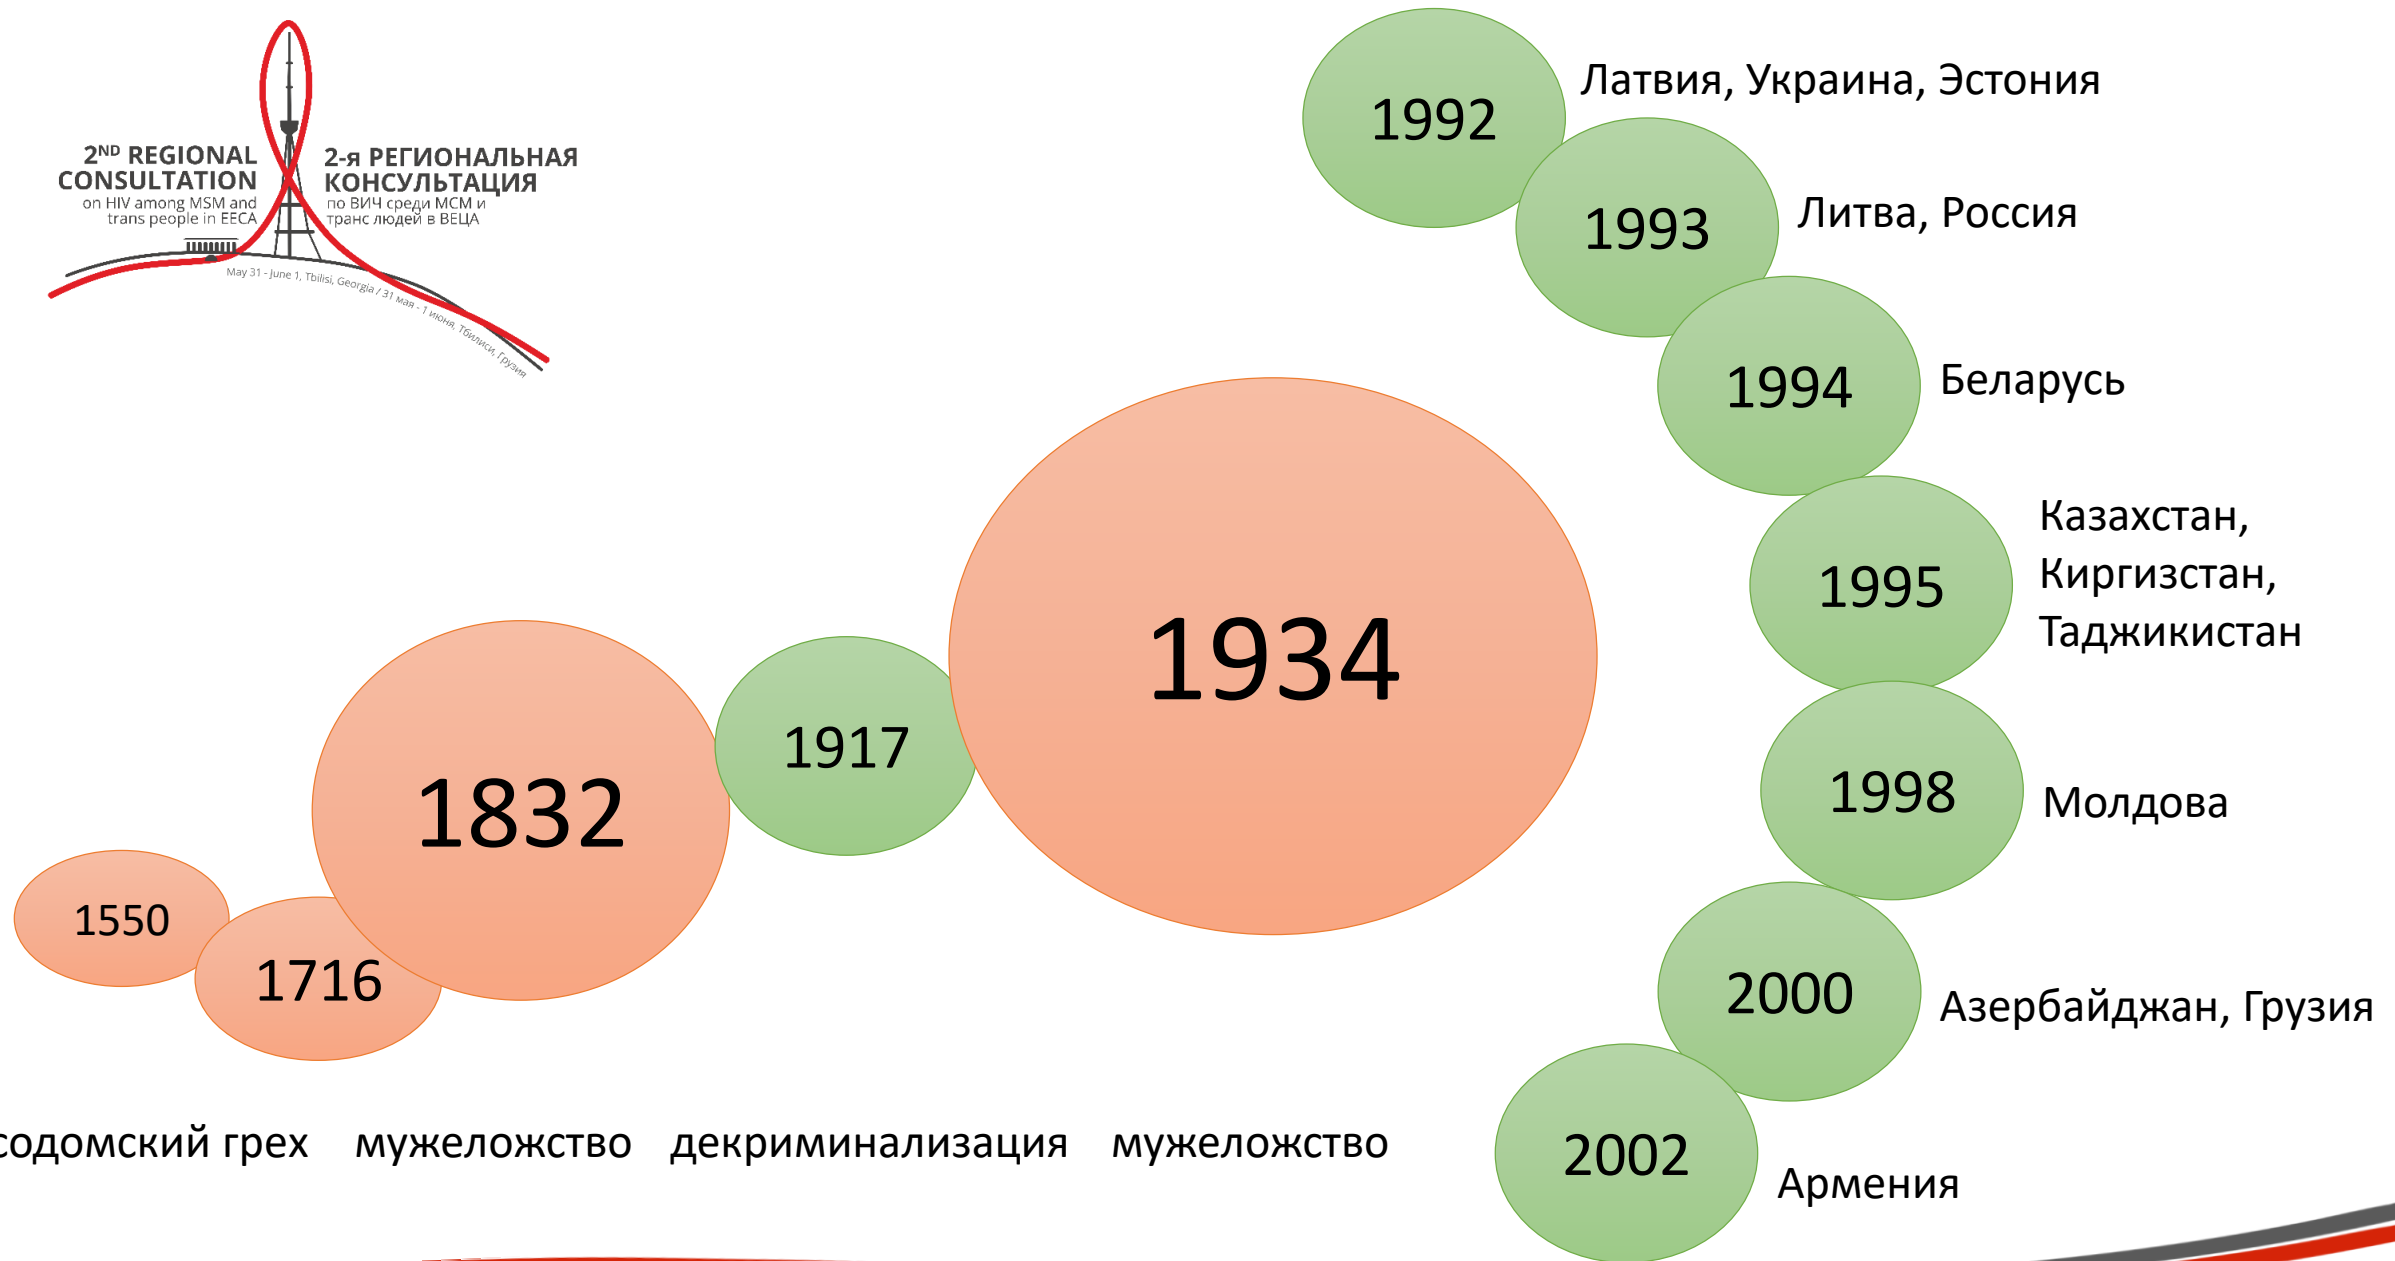 2ND REGIONAL
CONSULTATION
on HIV among MSM and
trans people in EECA
2-я РЕГИОНАЛЬНАЯ
КОНСУЛЬТАЦИЯ
по ВИЧ среди МСМ и
транс людей в ВЕЦА
May 31 - June 1, Tbilisi, Georgia / 31 мая - 1 июня, Тбилиси, Грузия
1992
Латвия, Украина, Эстония
1993
Литва, Россия
1994
Беларусь
1995
Казахстан,
Киргизстан,
Таджикистан
1998
Молдова
2000
Азербайджан, Грузия
2002
Армения
1934
1917
1832
1716
1550
содомский грех мужеложство декриминализация мужеложство